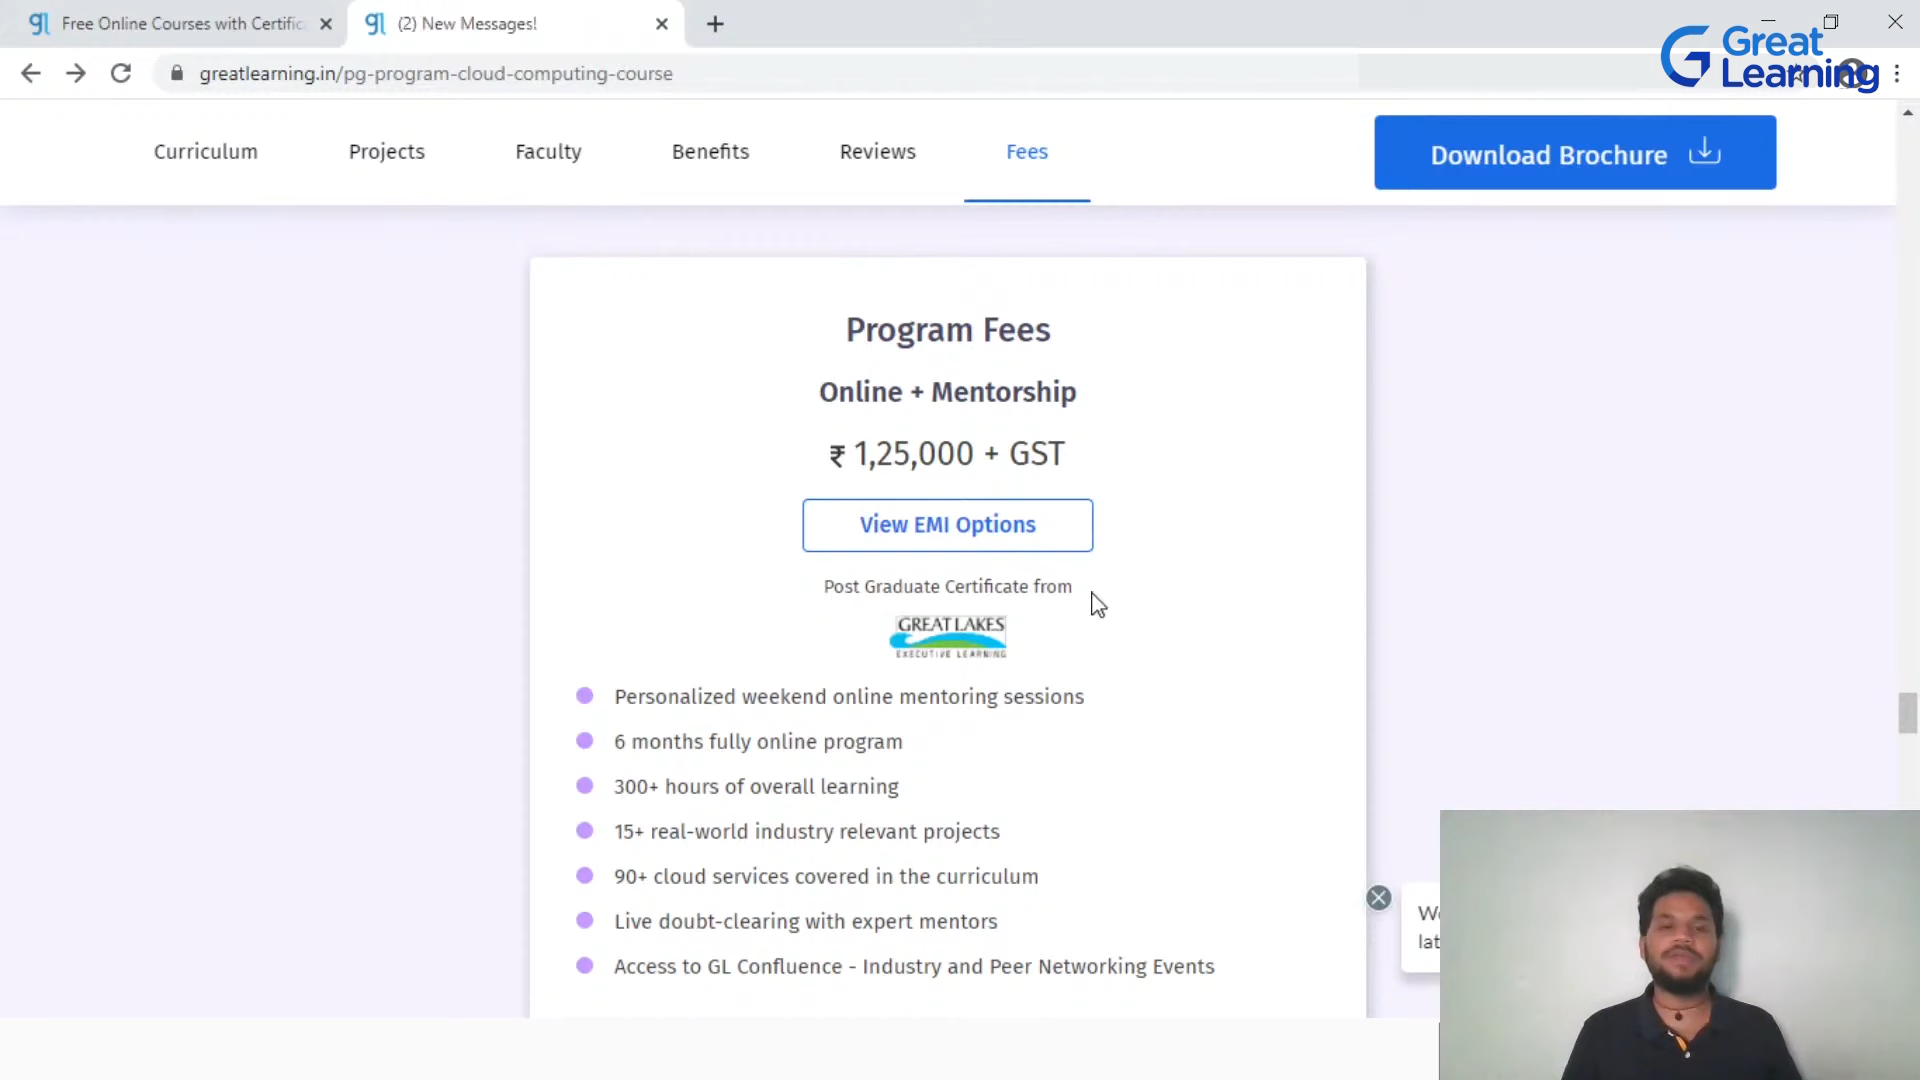 Free Online Courses with Certific
(2) New Messages!
Great
Learning
greatlearning.in/pg-program-cloud-computing-course
Curriculum
Projects
Faculty
Benefits
Reviews
Fees
Download Brochure
Program Fees
Online + Mentorship
₹ 1,25,000 + GST
View EMI Options
Post Graduate Certificate from
GREAT LAKES
EXECUTIVE LEARNING
Personalized weekend online mentoring sessions
6 months fully online program
300+ hours of overall learning
15+ real-world industry relevant projects
90+ cloud services covered in the curriculum
Live doubt-clearing with expert mentors
Access to GL Confluence - Industry and Peer Networking Events